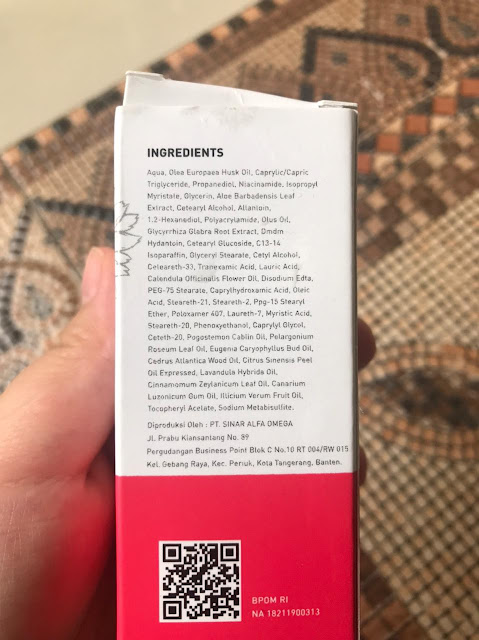 INGREDIENTS
Aqua, Olea Europaea Husk Oil, Caprylic/Capric
Triglyceride, Propanediol, Niacinamide, Isopropyl
Myristate, Glycerin, Aloe Barbadensis Leaf
Extract, Cetearyl Alcohol, Allantoin,
1.2-Hexanediol, Polyacrylamide, Olus Oil,
Glycyrrhiza Glabra Root Extract, Dmdm
Hydantoin, Cetearyl Glucoside, C13-14
Isoparaffin, Glyceryl Stearate, Cetyl Alcohol,
Ceteareth-33, Tranexamic Acid, Lauric Acid,
Calendula Officinalis Flower Oil, Disodium Edta,
PEG-75 Stearate, Caprylhydroxamic Acid, Oleic
Acid, Steareth-21, Steareth-2, Ppg-15 Stearyl
Ether, Poloxamer 407, Laureth-7, Myristic Acid,
Steareth-20, Phenoxyethanol, Caprylyl Glycol,
Ceteth-20, Pogostemon Cablin Oil, Pelargonium
Roseum Leaf Oil, Eugenia Caryophyllus Bud Oil,
Cedrus Atlantica Wood Oil, Citrus Sinensis Peel
Oil Expressed, Lavandula Hybrida Oil,
Cinnamomum Zeylanicum Leaf Oil, Canarium
Luzonicum Gum Oil, Illicium Verum Fruit Oil,
Tocopheryl Acelate, Sodium Metabisulfite.
Diproduksi Oleh : PT. SINAR ALFA OMEGA
Jl. Prabu Kiansantang No. 89
Pergudangan Business Point Blok C No.10 RT 004/RW 015
Kel. Gebang Raya, Kec. Periuk, Kota Tangerang, Banten.
BPOM RI
NA 18211900313